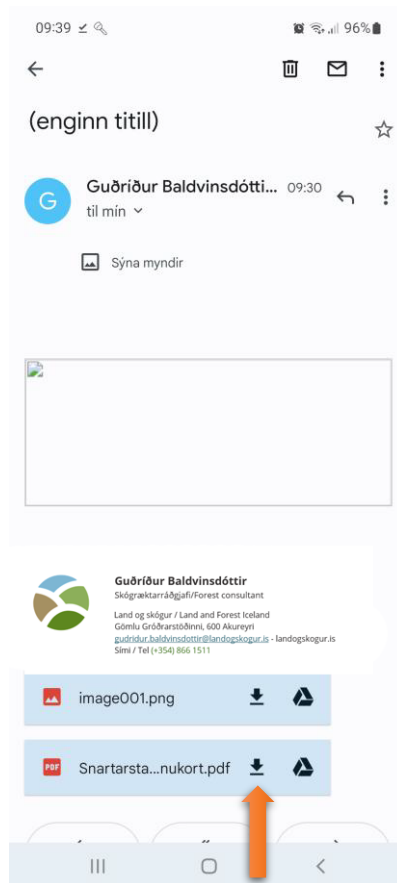 09:39 96%
(enginn titill)
G
Guðríður Baldvinsdótti... 09:30
til mín
Sýna myndir
Guðríður Baldvinsdóttir
Skógræktarráðgjafi/Forest consultant
Land og skógur / Land and Forest Iceland
Gömlu Gróðrarstöðinni, 600 Akureyri
gudridur.baldvinsdottir@landogskogur.is - landogskogur.is
Sími / Tel (+354) 866 1511
image001.png
PDF Snartarsta...nukort.pdf